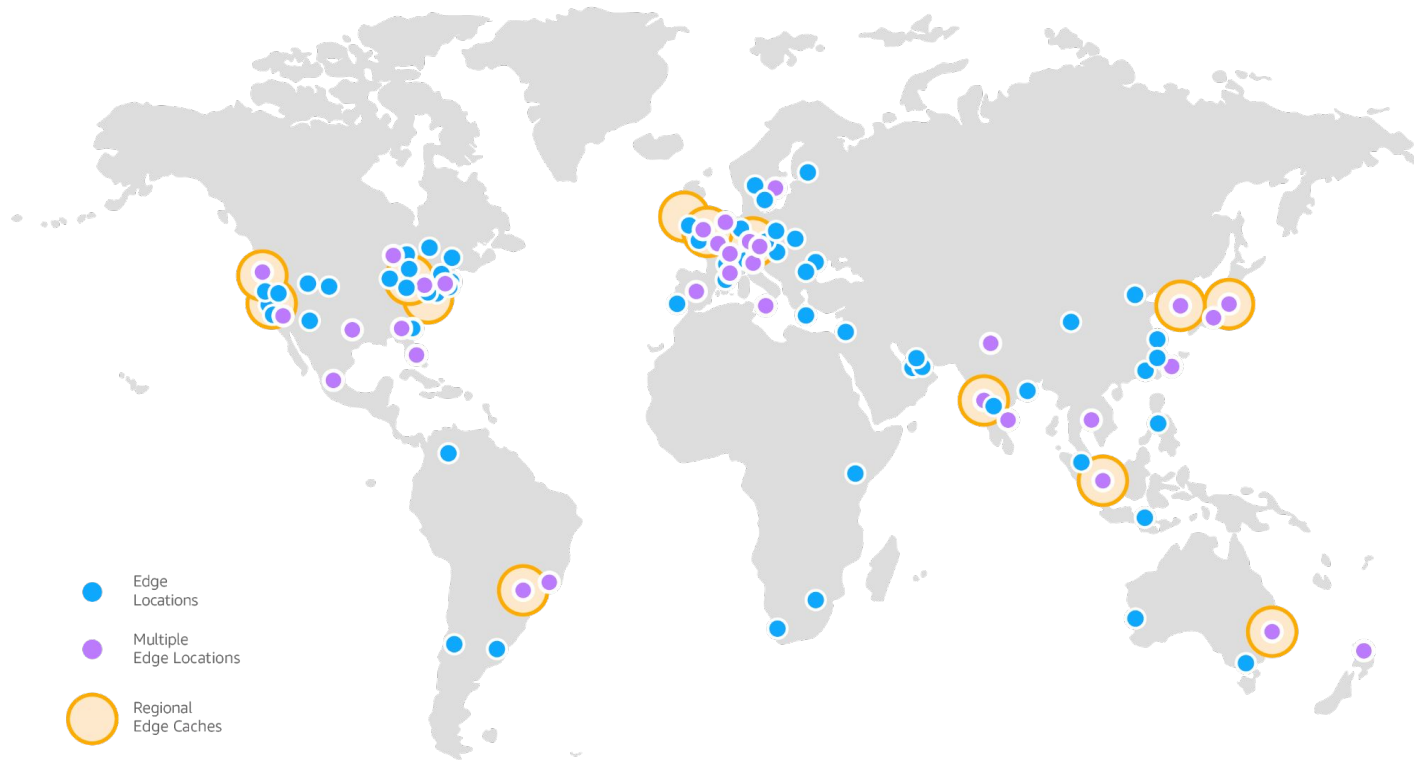 Edge
Locations
Multiple
Edge Locations
Regional
Edge Caches